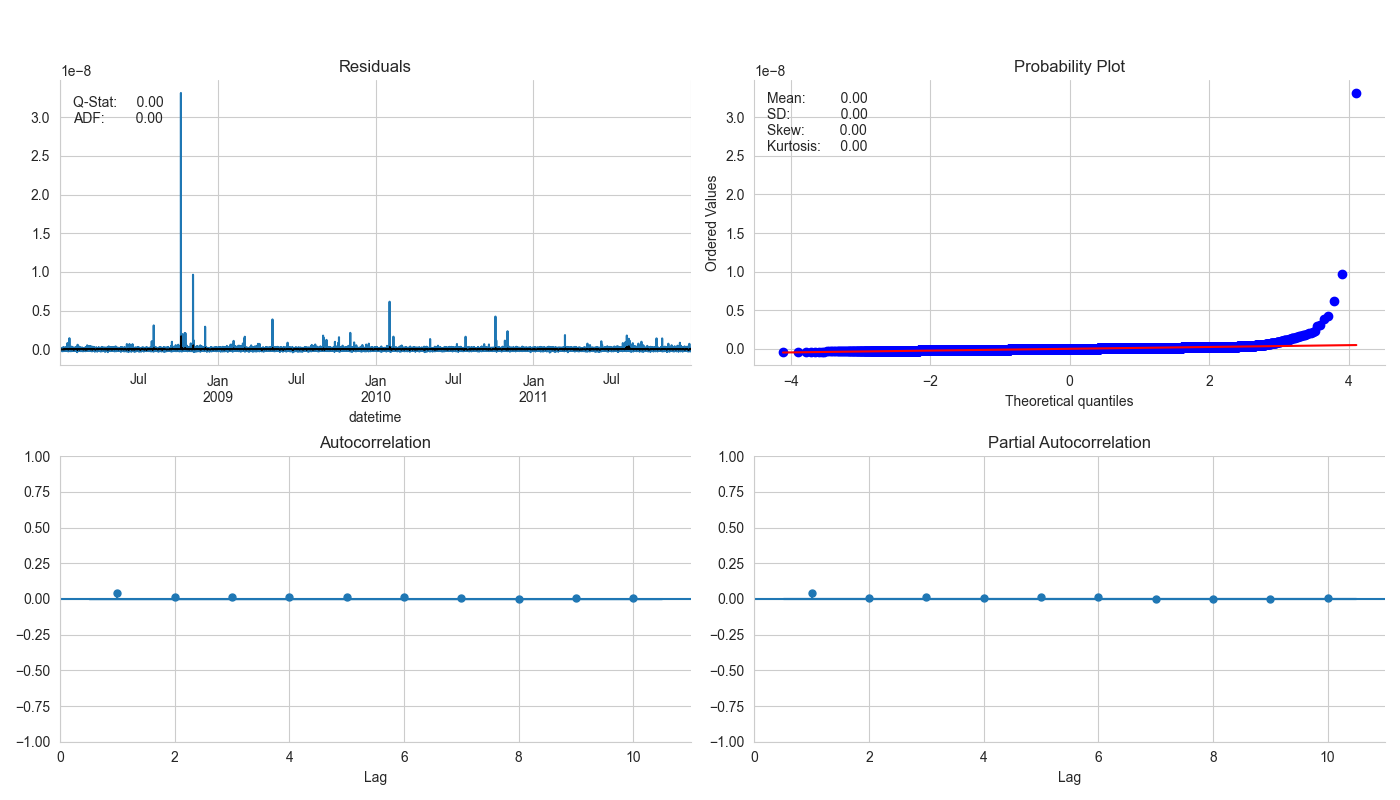 Residuals
1e−8
Q-Stat: 0.00
ADF: 0.00
3.0
2.5
2.0
1.5
1.0
0.5
0.0
Jul Jan Jul Jan Jul Jan Jul
2009 2010 2011
datetime
Probability Plot
1e−8
Mean: 0.00
SD: 0.00
Skew: 0.00
Kurtosis: 0.00
Ordered Values
3.0
2.5
2.0
1.5
1.0
0.5
0.0
−4 −2 0 2 4
Theoretical quantiles
Autocorrelation
1.00
0.75
0.50
0.25
0.00
−0.25
−0.50
−0.75
−1.00
0 2 4 6 8 10
Lag
Partial Autocorrelation
1.00
0.75
0.50
0.25
0.00
−0.25
−0.50
−0.75
−1.00
0 2 4 6 8 10
Lag